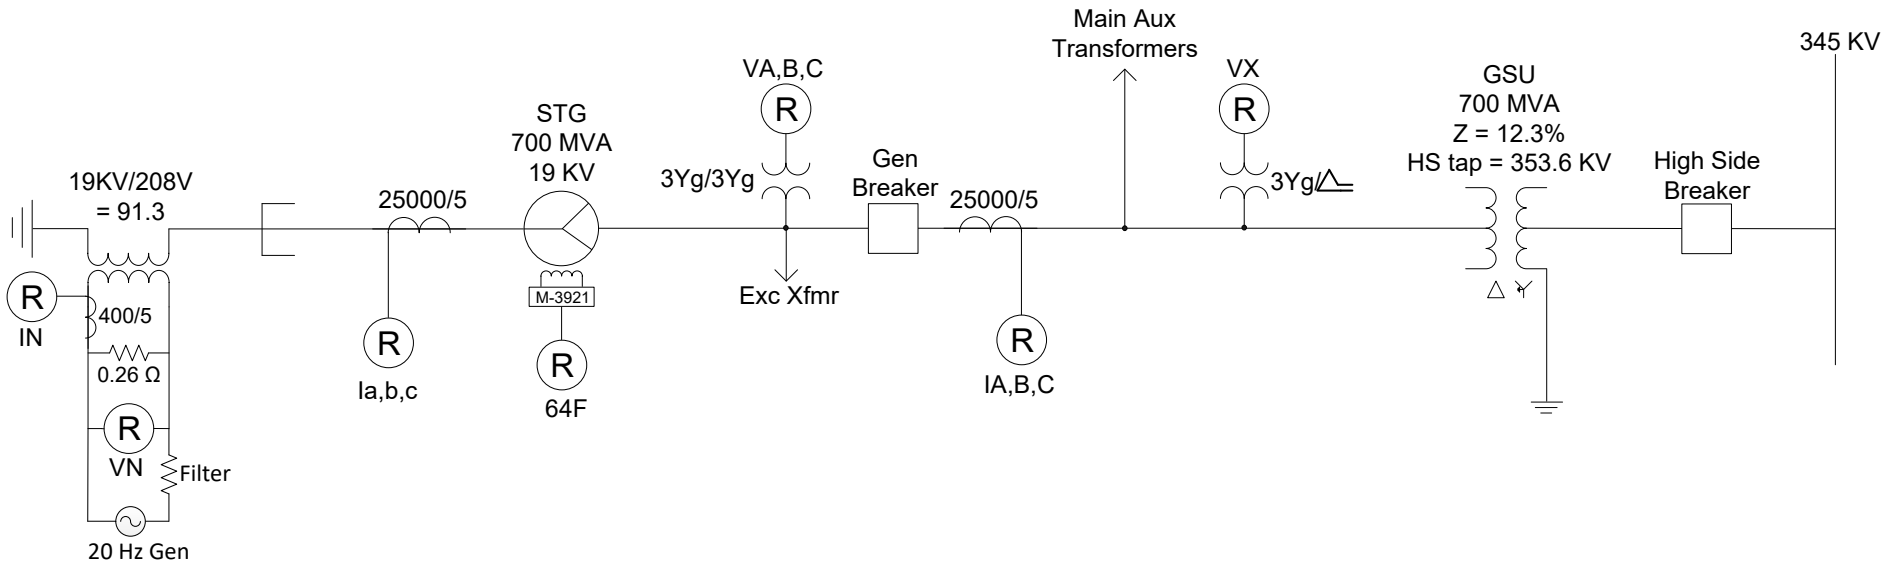 Main Aux
Transformers
345 KV
VA,B,C
R
VX
R
GSU
700 MVA
Z = 12.3%
HS tap = 353.6 KV
STG
700 MVA
19 KV
Gen
Breaker
High Side
Breaker
19KV/208V
= 91.3
3Yg/3Yg
3Yg/
25000/5
25000/5
R
IN
400/5
M-3921
Exc Xfmr
0.26 Ω
R
Ia,b,c
R
64F
R
IA,B,C
R
VN
Filter
20 Hz Gen